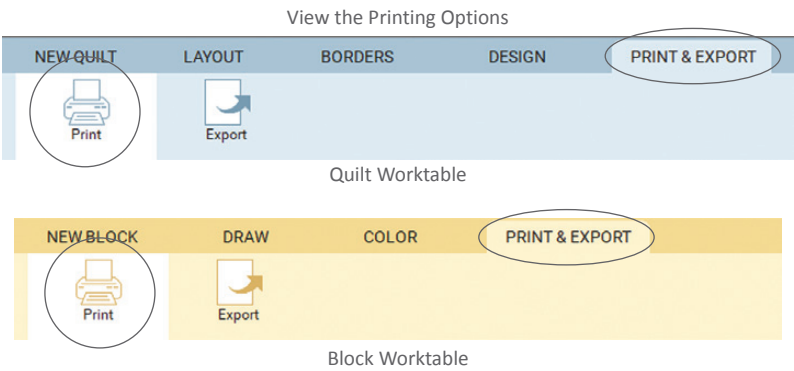 View the Printing Options
NEW QUILT LAYOUT BORDERS DESIGN PRINT & EXPORT
Print Export
Quilt Worktable
NEW BLOCK DRAW COLOR PRINT & EXPORT
Print Export
Block Worktable